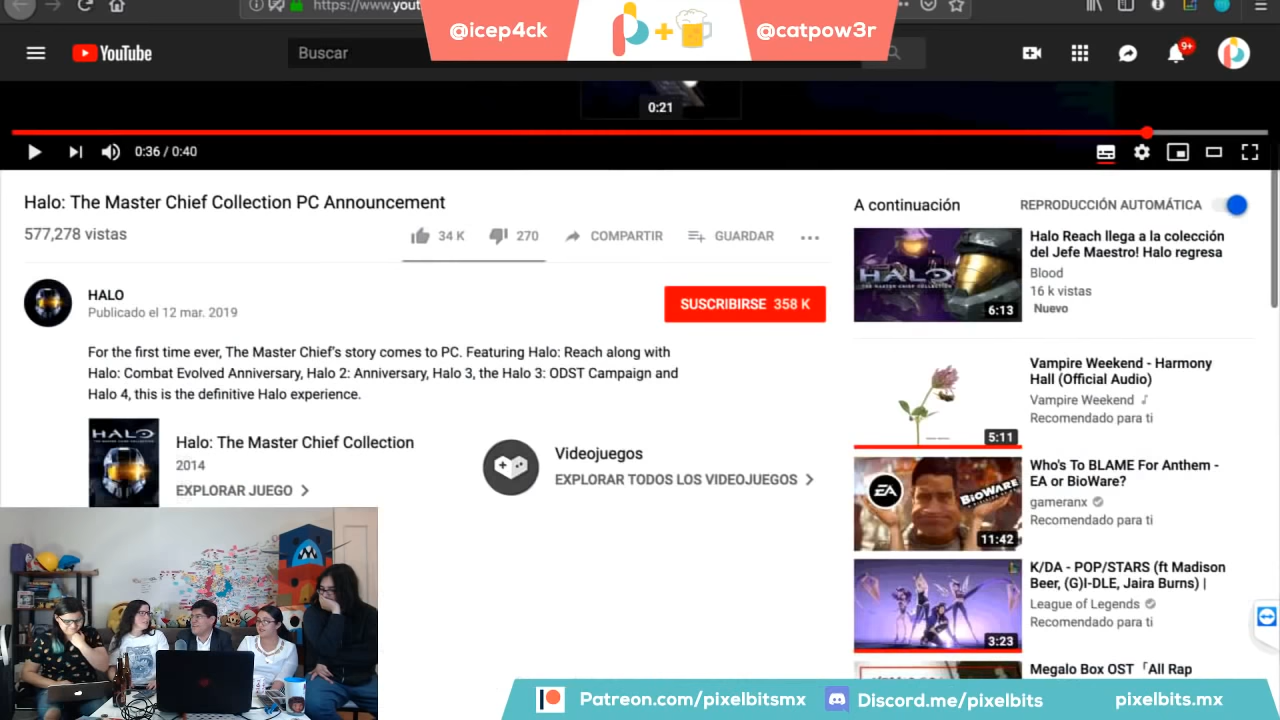 https://www.yout
@icep4ck
@catpow3r
YouTube
Buscar
9+
0:21
0:36 / 0:40
Halo: The Master Chief Collection PC Announcement
577,278 vistas
34 K
270
COMPARTIR
GUARDAR
HALO
Publicado el 12 mar. 2019
SUSCRIBIRSE 358 K
For the first time ever, The Master Chief's story comes to PC. Featuring Halo: Reach along with
Halo: Combat Evolved Anniversary, Halo 2: Anniversary, Halo 3, the Halo 3: ODST Campaign and
Halo 4, this is the definitive Halo experience.
HALO
Halo: The Master Chief Collection
2014
EXPLORAR JUEGO
Videojuegos
EXPLORAR TODOS LOS VIDEOJUEGOS
A continuación
REPRODUCCIÓN AUTOMÁTICA
HALO
THE MASTER CHIEF COLLECTION
6:13
Halo Reach llega a la colección
del Jefe Maestro! Halo regresa
Blood
16 k vistas
Nuevo
5:11
Vampire Weekend - Harmony
Hall (Official Audio)
Vampire Weekend
Recomendado para ti
EA
BIOWARE
11:42
Who's To BLAME For Anthem -
EA or BioWare?
gameranx
Recomendado para ti
3:23
K/DA - POP/STARS (ft Madison
Beer, (G)I-DLE, Jaira Burns) |
League of Legends
Recomendado para ti
Megalo Box OST「All Rap
Patreon.com/pixelbitsmx
Discord.me/pixelbits
pixelbits.mx